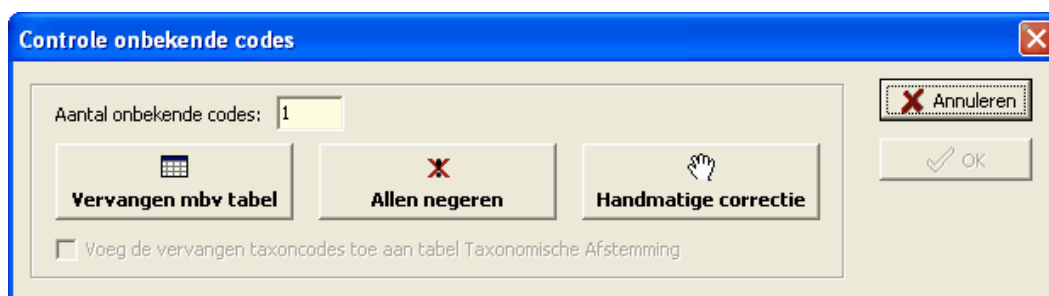 Controle onbekende codes
Aantal onbekende codes: 1
Annuleren
OK
Vervangen mbv tabel
Allen negeren
Handmatige correctie
Voeg de vervangen taxoncodes toe aan tabel Taxonomische Afstemming